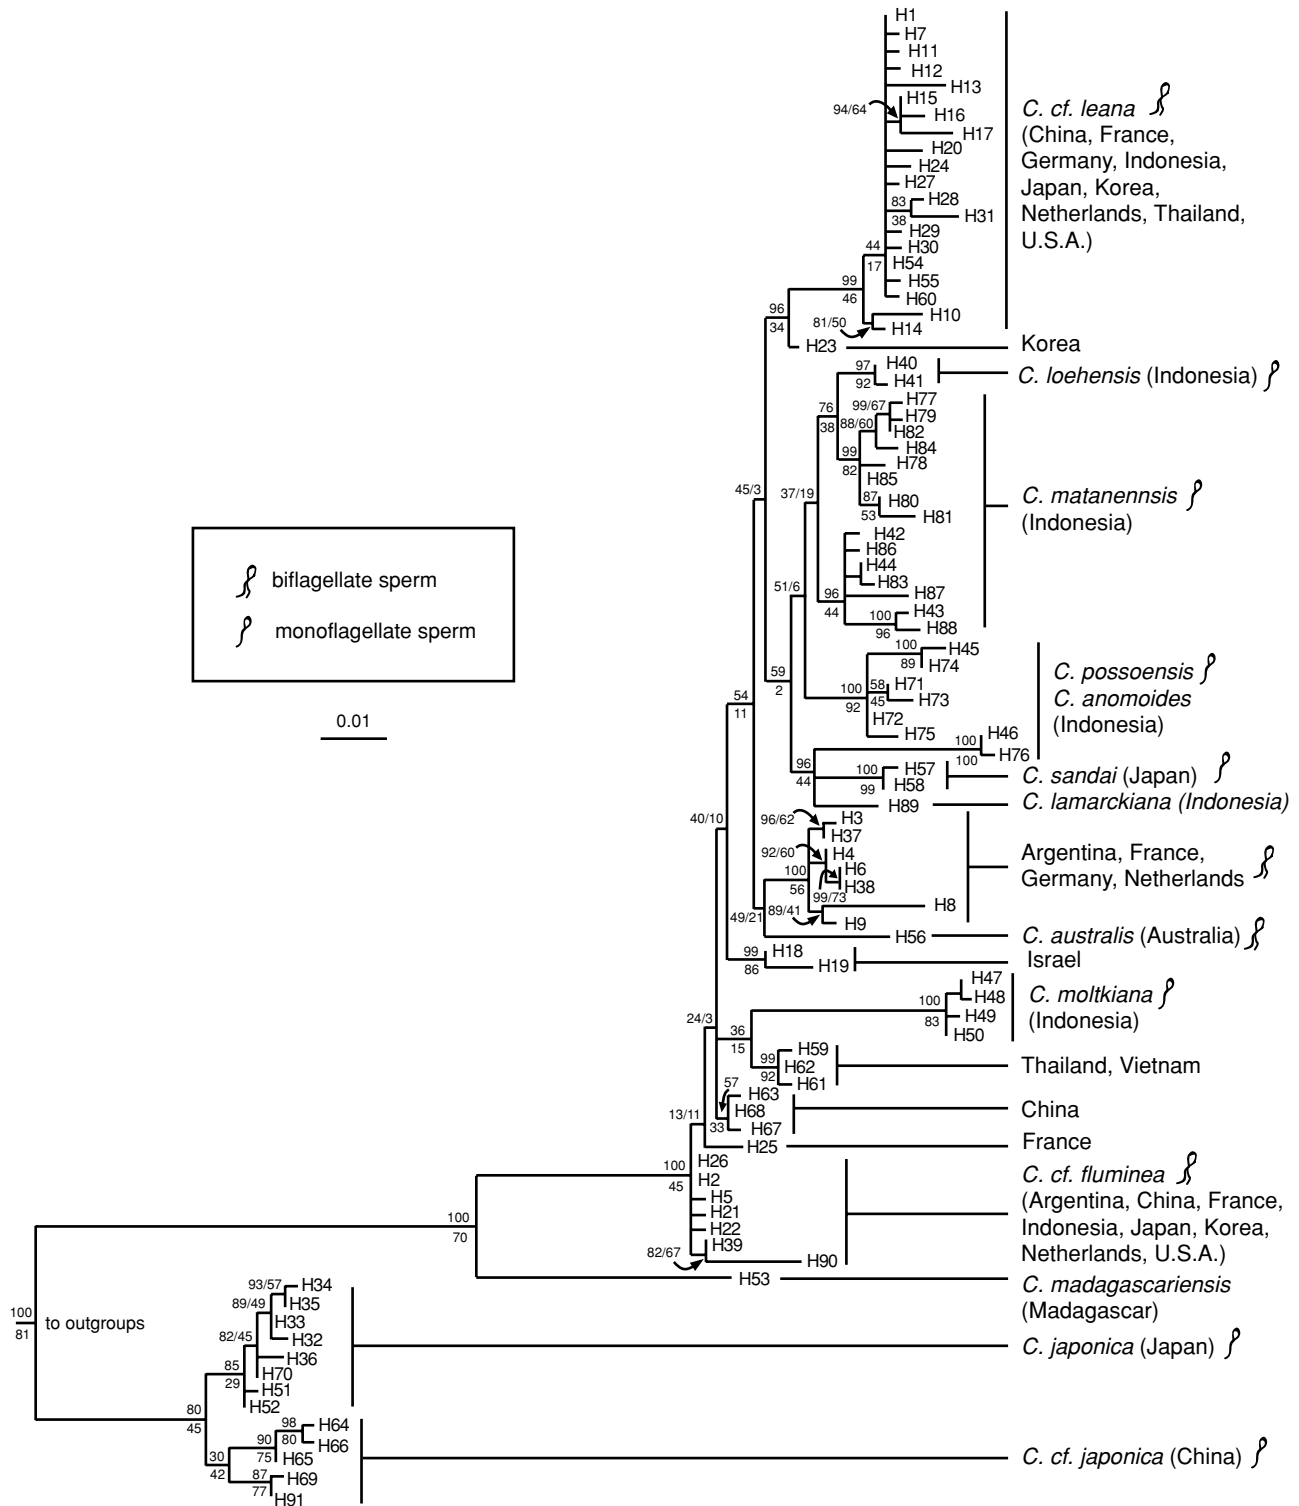 H1
H7
H11
H12
H13
H15
94/64
H16
H17
H20
H24
H27
83
H28
38
H31
H29
H30
44
17
H54
H55
99
46
H60
96
34
H10
81/50
H14
H23
C. cf. leana
(China, France,
Germany, Indonesia,
Japan, Korea,
Netherlands, Thailand,
U.S.A.)
Korea
97
H40
92
H41
C. loehensis (Indonesia)
76
38
99/67
H77
88/60
H79
H82
H84
99
82
H78
H85
87
H80
53
H81
45/3
37/19
C. matanennsis
(Indonesia)
H42
H86
H44
H83
51/6
96
44
H87
100
H43
96
H88
biflagellate sperm
monoflagellate sperm
0.01
100
H45
89
H74
59
2
100
92
58
H71
45
H73
H72
H75
C. possoensis
C. anomoides
(Indonesia)
54
11
100
H46
H76
100
96
44
100
H57
99
H58
C. sandai (Japan)
H89
C. lamarckiana (Indonesia)
40/10
96/62
H3
H37
92/60
H4
H6
100
56
H38
99/73
H8
89/41
H9
49/21
Argentina, France,
Germany, Netherlands
H56
C. australis (Australia)
99
H18
86
H19
Israel
H47
100
H48
83
H49
H50
C. moltkiana
(Indonesia)
24/3
36
15
H59
99
H62
92
H61
Thailand, Vietnam
57
H63
H68
33
H67
China
13/11
H25
France
100
45
H26
H2
H5
H21
H22
H39
82/67
H90
C. cf. fluminea
(Argentina, China, France,
Indonesia, Japan, Korea,
Netherlands, U.S.A.)
100
70
H53
C. madagascariensis
(Madagascar)
100
81
to outgroups
93/57
H34
89/49
H35
H33
82/45
H32
H36
85
29
H70
H51
H52
C. japonica (Japan)
80
45
98
H64
80
H66
90
75
H65
30
42
87
H69
77
H91
C. cf. japonica (China)